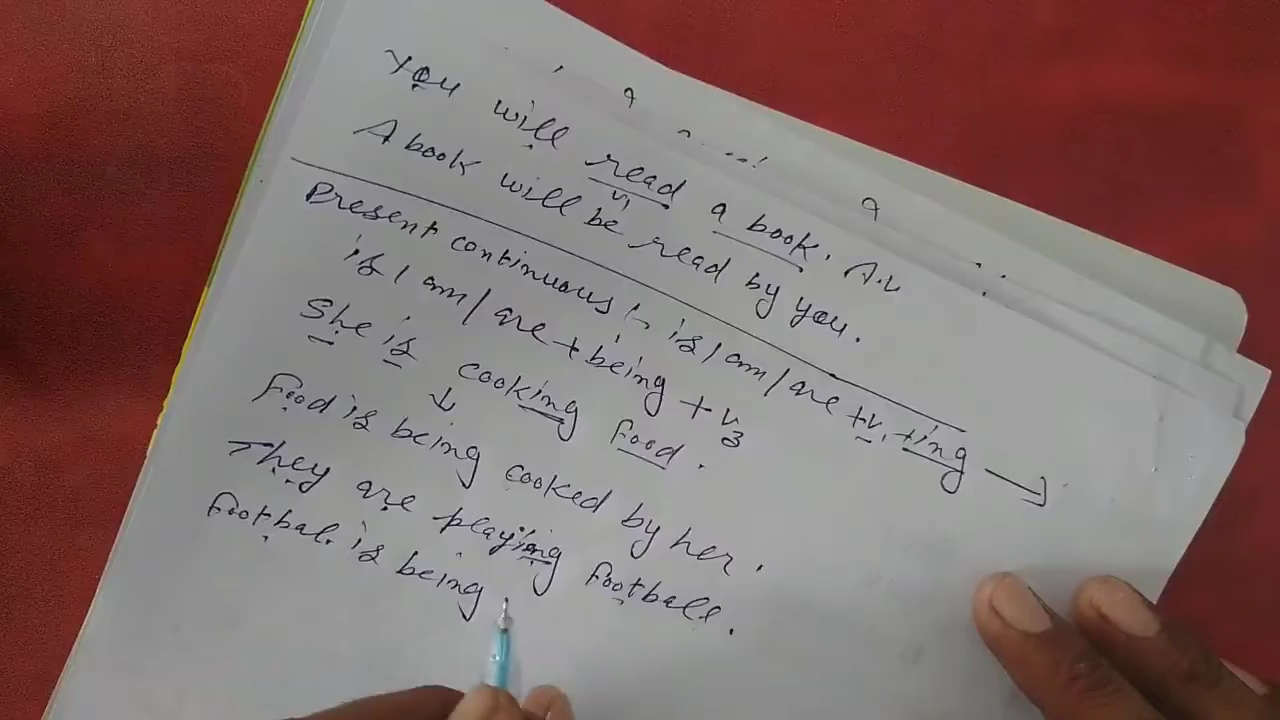 You will read a book. A.V
V1
A book will be read by you.
Present continuous :- is / am / are + V1 + ing →
is / am / are + being + V3
She is cooking food.
Food is being cooked by her.
They are playing football.
Football is being